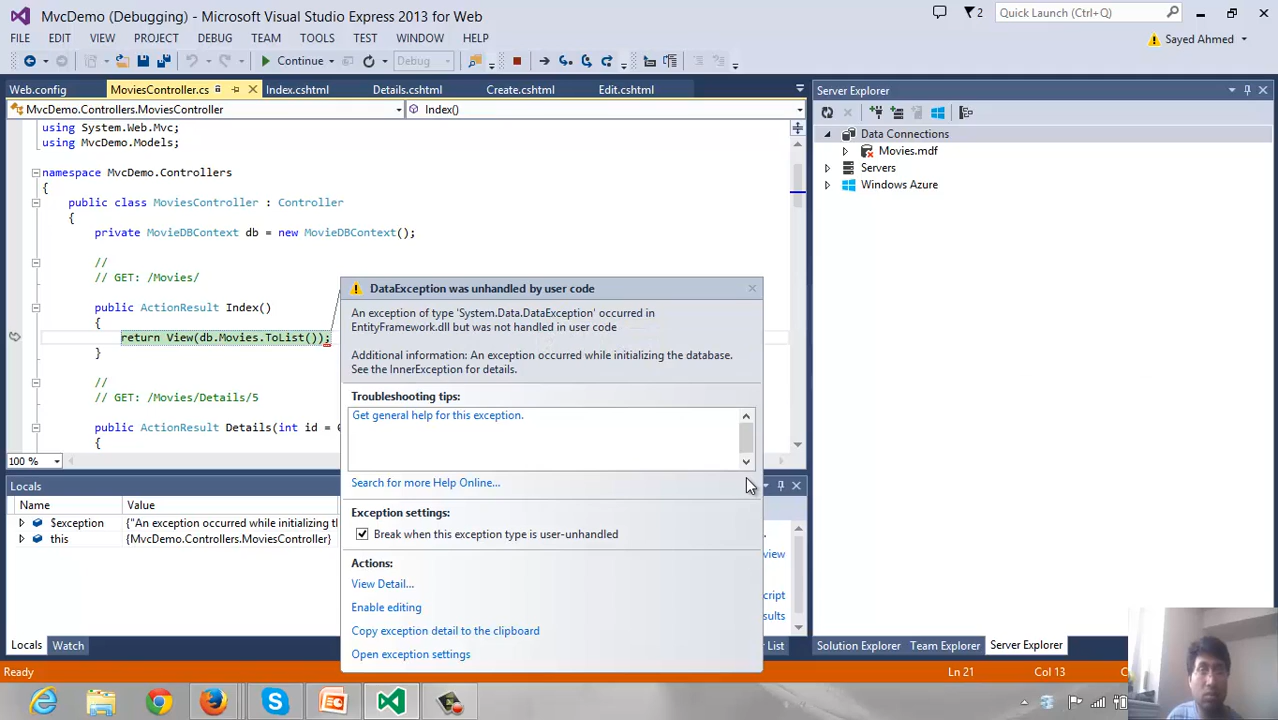 MvcDemo (Debugging) - Microsoft Visual Studio Express 2013 for Web
2
Quick Launch (Ctrl+Q)
FILE EDIT VIEW PROJECT DEBUG TEAM TOOLS TEST WINDOW HELP
Sayed Ahmed
Continue
Debug
Web.config MoviesController.cs Index.cshtml Details.cshtml Create.cshtml Edit.cshtml
MvcDemo.Controllers.MoviesController Index()
using System.Web.Mvc;
using MvcDemo.Models;
namespace MvcDemo.Controllers
{
public class MoviesController : Controller
{
private MovieDBContext db = new MovieDBContext();
//
// GET: /Movies/
public ActionResult Index()
{
return View(db.Movies.ToList());
}
//
// GET: /Movies/Details/5
public ActionResult Details(int id =
{
100 %
DataException was unhandled by user code
An exception of type 'System.Data.DataException' occurred in
EntityFramework.dll but was not handled in user code
Additional information: An exception occurred while initializing the database.
See the InnerException for details.
Troubleshooting tips:
Get general help for this exception.
Search for more Help Online...
Exception settings:
Break when this exception type is user-unhandled
Actions:
View Detail...
Enable editing
Copy exception detail to the clipboard
Open exception settings
Locals
Name Value
$exception {"An exception occurred while initializing tl
this {MvcDemo.Controllers.MoviesController}
Locals Watch
iew
cript
sults
List
Server Explorer
Data Connections
Movies.mdf
Servers
Windows Azure
Solution Explorer Team Explorer Server Explorer
Ready
Ln 21 Col 13